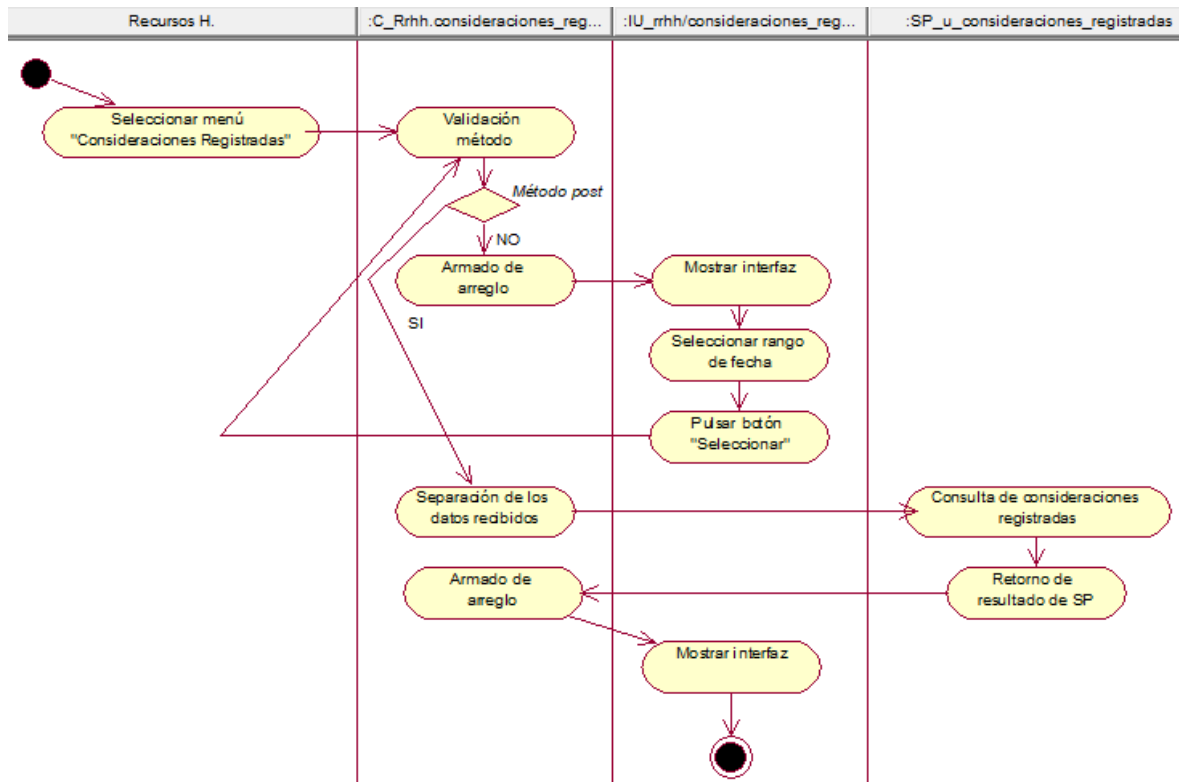 Recursos H.
:C_Rrhh.consideraciones_reg...
:IU_rrhh/consideraciones_reg...
:SP_u_consideraciones_registradas
Seleccionar menú
"Consideraciones Registradas"
Validación
método
Método post
NO
Armado de
arreglo
Mostrar interfaz
SI
Seleccionar rango
de fecha
Pulsar botón
"Seleccionar"
Separación de los
datos recibidos
Consulta de consideraciones
registradas
Armado de
arreglo
Retorno de
resultado de SP
Mostrar interfaz